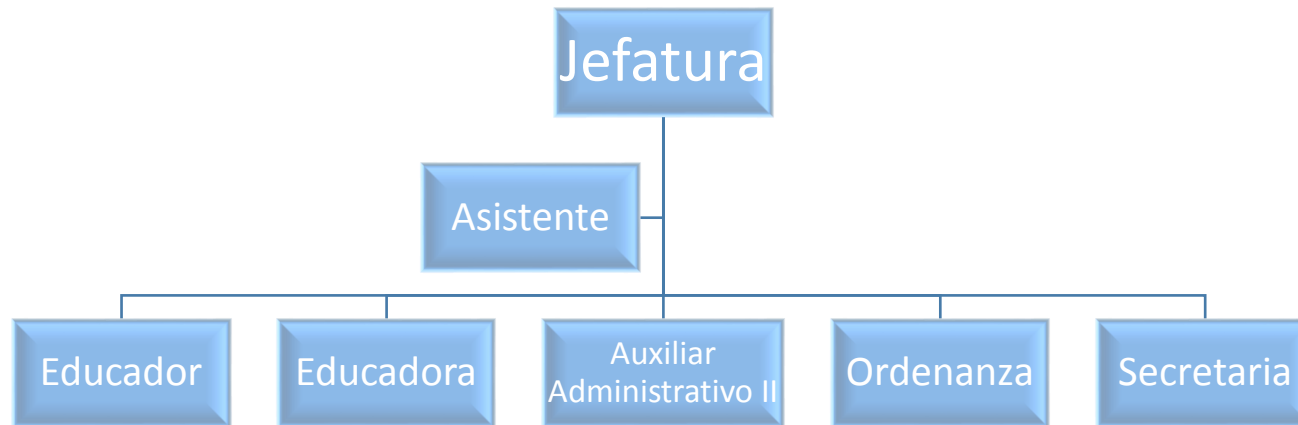 Jefatura
Asistente
Educador
Educadora
Auxiliar
Administrativo II
Ordenanza
Secretaria